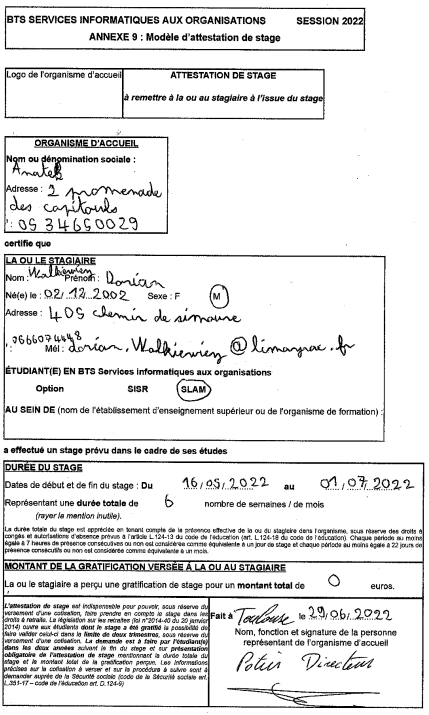 BTS SERVICES INFORMATIQUES AUX ORGANISATIONS SESSION 2022
ANNEXE 9 : Modèle d'attestation de stage
Logo de l'organisme d'accueil
ATTESTATION DE STAGE
à remettre à la ou au stagiaire à l'issue du stage
ORGANISME D'ACCUEIL
Nom ou dénomination sociale :
Adresse : 2 promenade
des capitouls
: 05 34650029
certifie que
LA OU LE STAGIAIRE
Nom : Walkiewiez Prénom : Dorian
Né(e) le : 02/12/2002 Sexe : F M
Adresse : 405 chemin de
: 0666074448
Mél : dorian.Walkiewiez@limayrac.fr
ÉTUDIANT(E) EN BTS Services informatiques aux organisations
Option SISR SLAM
AU SEIN DE (nom de l'établissement d'enseignement supérieur ou de l'organisme de formation) :
a effectué un stage prévu dans le cadre de ses études
DURÉE DU STAGE
Dates de début et de fin du stage : Du 16/05/2022 au 01/07/2022
Représentant une durée totale de 6 nombre de semaines / de mois
(rayer la mention inutile).
La durée totale du stage est appréciée en tenant compte de la présence effective de la ou du stagiaire dans l'organisme, sous réserve des droits à
congés et autorisations d'absence prévus à l'article L.124-13 du code de l'éducation (art. L.124-18 du code de l'éducation). Chaque période au moins
égale à 7 heures de présence consécutives ou non est considérée comme équivalente à un jour de stage et chaque période au moins égale à 22 jours de
présence consécutifs ou non est considérée comme équivalente à un mois.
MONTANT DE LA GRATIFICATION VERSÉE À LA OU AU STAGIAIRE
La ou le stagiaire a perçu une gratification de stage pour un montant total de 0 euros.
L'attestation de stage est indispensable pour pouvoir, sous réserve du
versement d'une cotisation, faire prendre en compte le stage dans les
droits à retraite. La législation sur les retraites (loi n°2014-40 du 20 janvier
2014) ouvre aux étudiants dont le stage a été gratifié la possibilité de
faire valider celui-ci dans la limite de deux trimestres, sous réserve du
versement d'une cotisation. La demande est à faire par l'étudiant(e)
dans les deux années suivant la fin du stage et sur présentation
obligatoire de l'attestation de stage mentionnant la durée totale du
stage et le montant total de la gratification perçue. Les informations
précises sur la cotisation à verser et sur la procédure à suivre sont à
demander auprès de la Sécurité sociale (code de la Sécurité sociale art.
L.351-17 – code de l'éducation art. D.124-9)
Fait à Toulouse le 29/06/2022
Nom, fonction et signature de la personne
représentant de l'organisme d'accueil
Potier Directeur